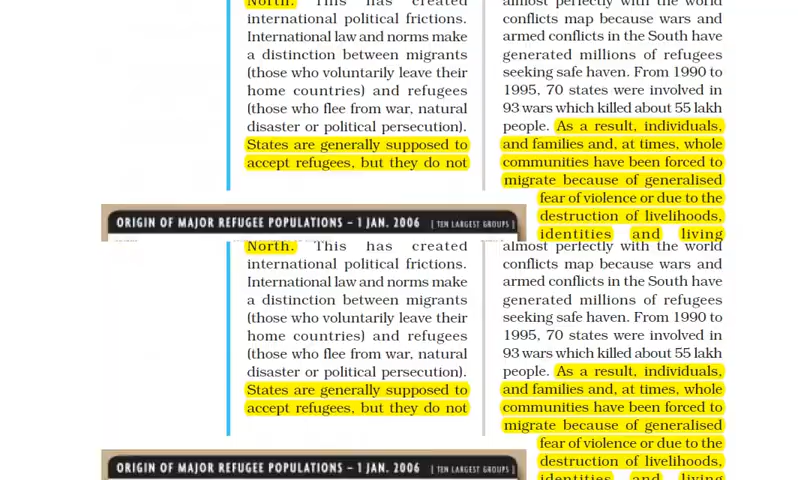 North. This has created
international political frictions.
International law and norms make
a distinction between migrants
(those who voluntarily leave their
home countries) and refugees
(those who flee from war, natural
disaster or political persecution).
States are generally supposed to
accept refugees, but they do not
almost perfectly with the world
conflicts map because wars and
armed conflicts in the South have
generated millions of refugees
seeking safe haven. From 1990 to
1995, 70 states were involved in
93 wars which killed about 55 lakh
people. As a result, individuals,
and families and, at times, whole
communities have been forced to
migrate because of generalised
fear of violence or due to the
destruction of livelihoods,
identities and living
ORIGIN OF MAJOR REFUGEE POPULATIONS – 1 JAN. 2006 [ TEN LARGEST GROUPS ]
North. This has created
international political frictions.
International law and norms make
a distinction between migrants
(those who voluntarily leave their
home countries) and refugees
(those who flee from war, natural
disaster or political persecution).
States are generally supposed to
accept refugees, but they do not
almost perfectly with the world
conflicts map because wars and
armed conflicts in the South have
generated millions of refugees
seeking safe haven. From 1990 to
1995, 70 states were involved in
93 wars which killed about 55 lakh
people. As a result, individuals,
and families and, at times, whole
communities have been forced to
migrate because of generalised
fear of violence or due to the
destruction of livelihoods,
identities and living
ORIGIN OF MAJOR REFUGEE POPULATIONS – 1 JAN. 2006 [ TEN LARGEST GROUPS ]